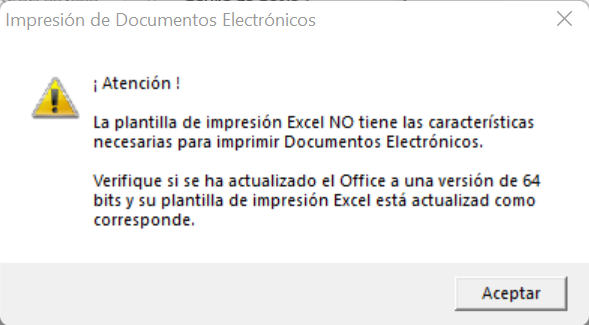 Impresión de Documentos Electrónicos
¡ Atención !
La plantilla de impresión Excel NO tiene las características
necesarias para imprimir Documentos Electrónicos.
Verifique si se ha actualizado el Office a una versión de 64
bits y su plantilla de impresión Excel está actualizad como
corresponde.
Aceptar